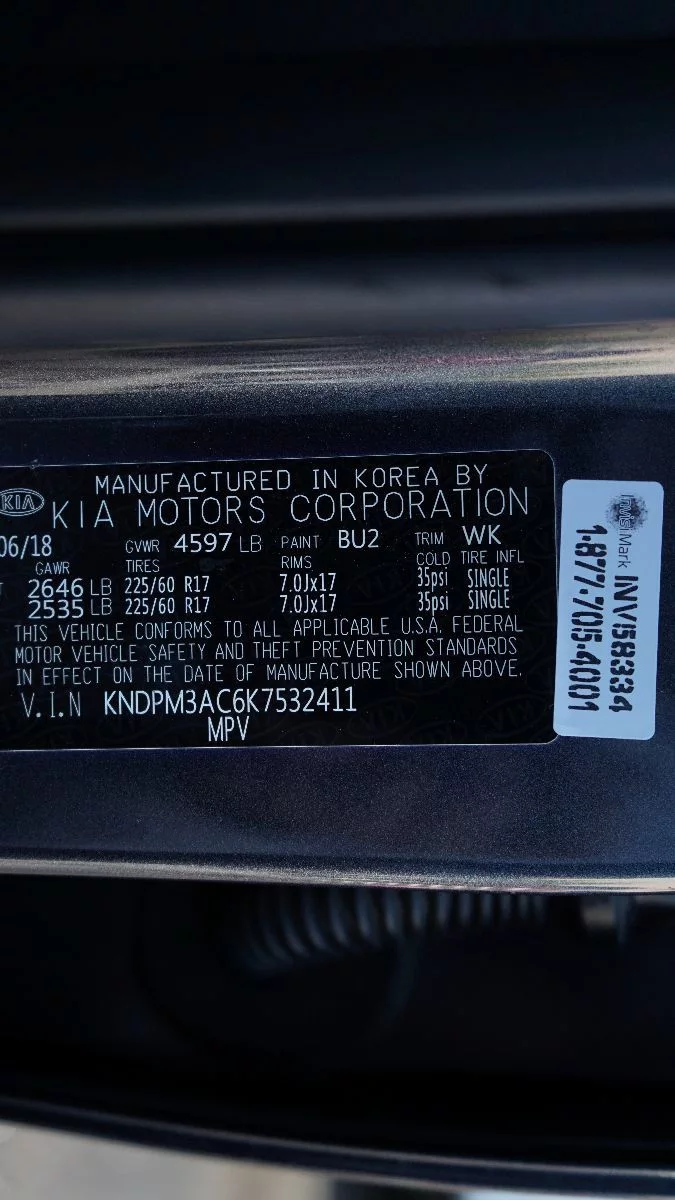 MANUFACTURED IN KOREA BY
KIA KIA MOTORS CORPORATION
06/18 GVWR 4597 LB PAINT BU2 TRIM WK
GAWR TIRES RIMS COLD TIRE INFL
2646 LB 225/60 R17 7.0Jx17 35psi SINGLE
2535 LB 225/60 R17 7.0Jx17 35psi SINGLE
THIS VEHICLE CONFORMS TO ALL APPLICABLE U.S.A. FEDERAL
MOTOR VEHICLE SAFETY AND THEFT PREVENTION STANDARDS
IN EFFECT ON THE DATE OF MANUFACTURE SHOWN ABOVE.
V.I.N KNDPM3AC6K7532411
MPV
InvisiMark INV58334
1-877-705-4001